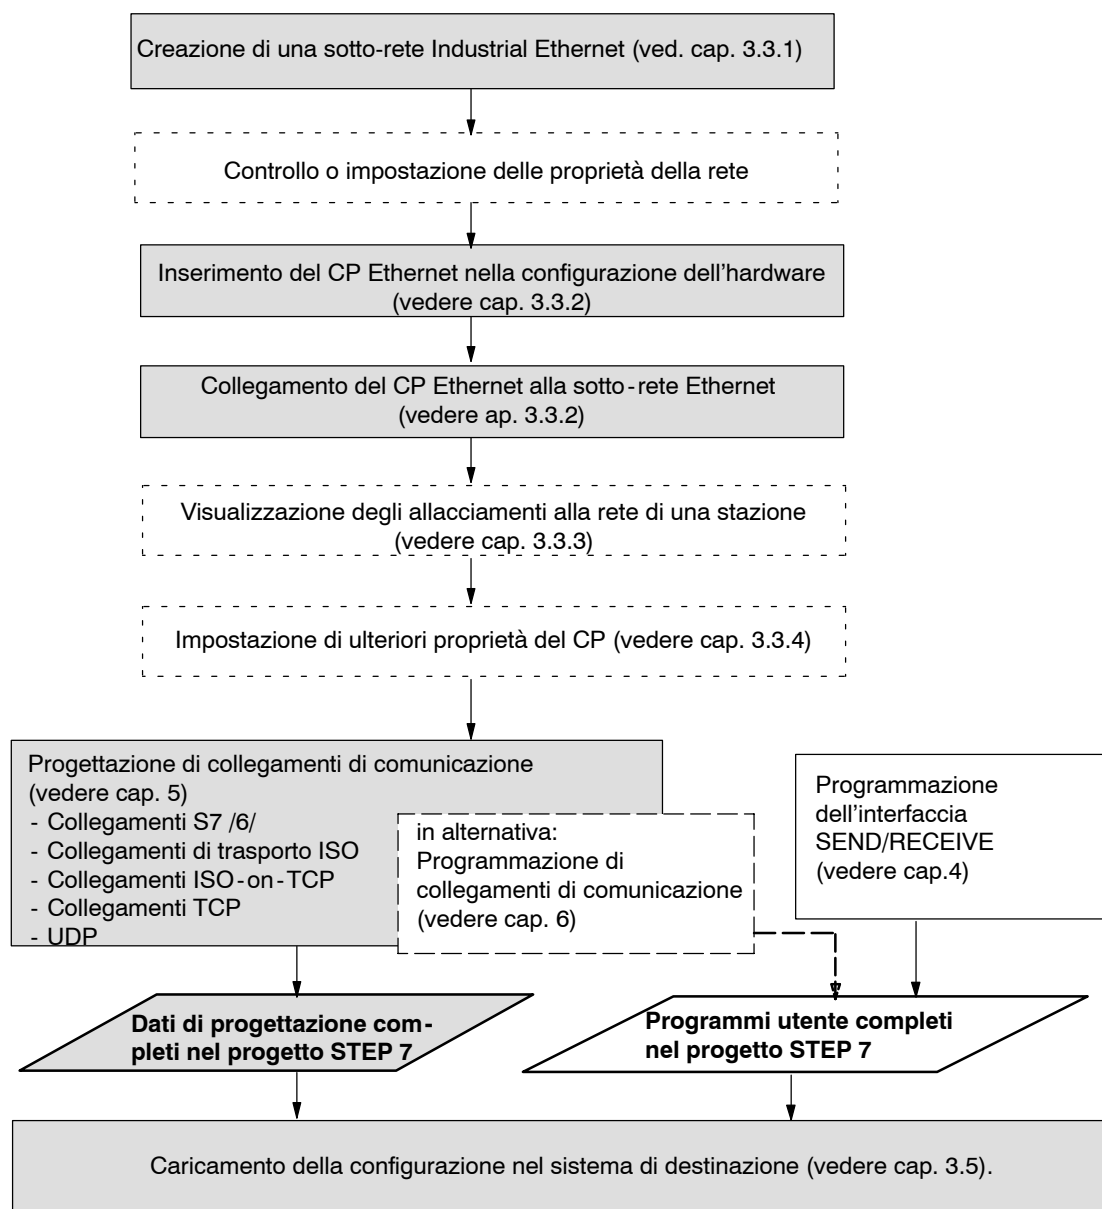 Creazione di una sotto-rete Industrial Ethernet (ved. cap. 3.3.1)
Controllo o impostazione delle proprietà della rete
Inserimento del CP Ethernet nella configurazione dell’hardware
(vedere cap. 3.3.2)
Collegamento del CP Ethernet alla sotto-rete Ethernet
(vedere ap. 3.3.2)
Visualizzazione degli allacciamenti alla rete di una stazione
(vedere cap. 3.3.3)
Impostazione di ulteriori proprietà del CP (vedere cap. 3.3.4)
Progettazione di collegamenti di comunicazione
(vedere cap. 5)
- Collegamenti S7 /6/
- Collegamenti di trasporto ISO
- Collegamenti ISO-on-TCP
- Collegamenti TCP
- UDP
in alternativa:
Programmazione di
collegamenti di comunicazione
(vedere cap. 6)
Programmazione
dell’interfaccia
SEND/RECEIVE
(vedere cap.4)
Dati di progettazione com-
pleti nel progetto STEP 7
Programmi utente completi
nel progetto STEP 7
Caricamento della configurazione nel sistema di destinazione (vedere cap. 3.5).